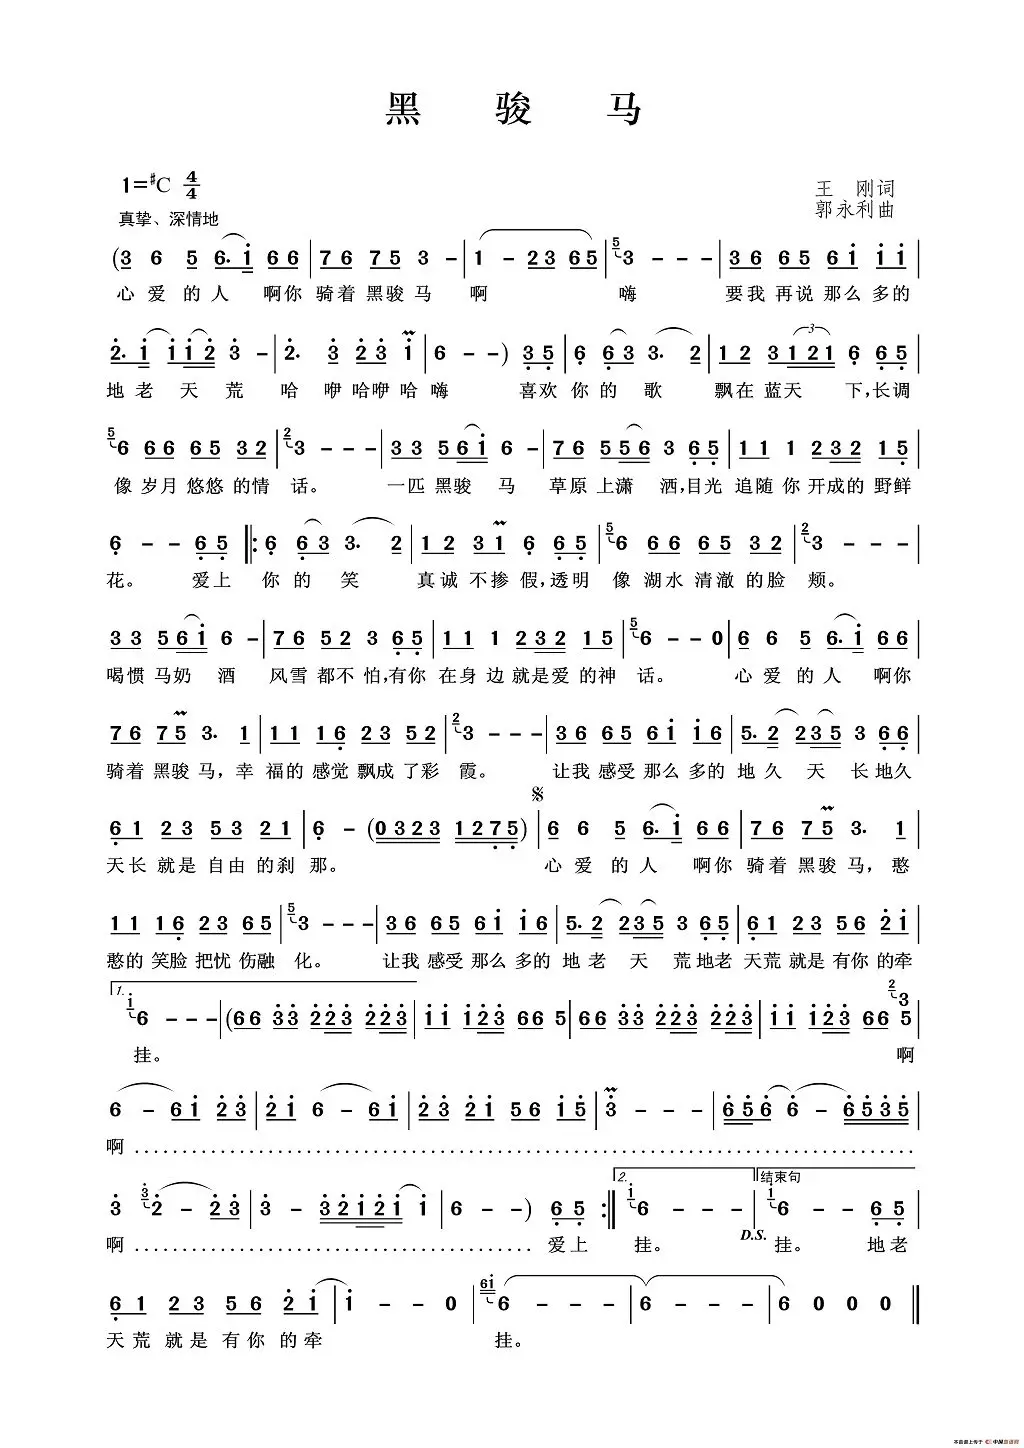 黑 骏 马
1=#C 4/4
王 刚词
真挚、深情地
郭永利曲
(3 6 5 6. i 6 6 | 7 6 7 5 3 - | 1 - 2 3 6 5 | 5 3 - - - | 3 6 6 5 6 i i i |
心 爱 的 人 啊你 骑着 黑骏 马 啊 嗨 要我 再说 那么 多的
2. i i i 2 3 - | 2. 3 2 3 i | 6 - - ) 3 5 | 6 6 3 3. 2 | 1 2 3 1 2 1 6 6 5 |
地 老 天 荒 哈 咿 哈咿 哈 嗨 喜欢 你 的 歌 飘在 蓝天 下,长调
5 6 6 6 6 5 3 2 | 2 3 - - - | 3 3 5 6 i 6 - | 7 6 5 5 6 3 6 5 | 1 1 1 2 3 2 1 5 |
像 岁月 悠悠 的情 话。 一匹 黑骏 马 草原 上潇 洒,目光 追随 你 开成的 野鲜
6 - - 6 5 |: 6 6 3 3. 2 | 1 2 3 1 6 6 5 | 5 6 6 6 6 5 3 2 | 2 3 - - - |
花。 爱上 你 的 笑 真诚 不掺 假,透明 像 湖水 清澈 的脸 颊。
3 3 5 6 i 6 - | 7 6 5 2 3 6 5 | 1 1 1 2 3 2 1 5 | 5 6 - - 0 | 6 6 5 6. i 6 6 |
喝惯 马奶 酒 风雪 都不 怕,有你 在身 边 就是爱 的神 话。 心 爱 的 人 啊你
7 6 7 5 3. 1 | 1 1 1 6 2 3 5 2 | 2 3 - - - | 3 6 6 5 6 i i 6 | 5. 2 2 3 5 3 6 6 |
骑着 黑骏 马，幸 福的 感觉 飘成 了彩 霞。 让我 感受 那么 多的 地 久 天 长 地久
6 1 2 3 5 3 2 1 | 6 - (0 3 2 3 1 2 7 5) | 6 6 5 6. i 6 6 | 7 6 7 5 3. 1 |
天长 就是 自由 的刹 那。 心 爱 的 人 啊你 骑着 黑骏 马，憨
1 1 1 6 2 3 6 5 | 5 3 - - - | 3 6 6 5 6 i i 6 | 5. 2 2 3 5 3 6 5 | 6 1 2 3 5 6 2 i |
憨的 笑脸 把忧 伤融 化。 让我 感受 那么 多的 地 老 天 荒 地老 天荒 就是 有你 的牵
1. i 6 - - - | (6 6 3 3 2 2 3 2 2 3 | i i i 2 3 6 6 5 | 6 6 3 3 2 2 3 2 2 3 | i i i 2 3 6 6 5 2 3
挂。 啊
6 - 6 i 2 3 | 2 i 6 - 6 i | 2 3 2 i 5 6 i 5 | 3 - - - | 6 5 6 6 - 6 5 3 5 |
啊 ..........
3 3 2 - 2 3 | 3 - 3 2 i 2 i i | 6 - - ) 6 5 :| 2. i 6 - - - | 结束句 i 6 - - 6 5 |
D.S.
啊 .......... 爱上 挂。 挂。 地老
6 1 2 3 5 6 2 i | i - - 0 | 6i 6 - - - | 6 - - - | 6 0 0 0 ||
天荒 就是 有你 的牵 挂。